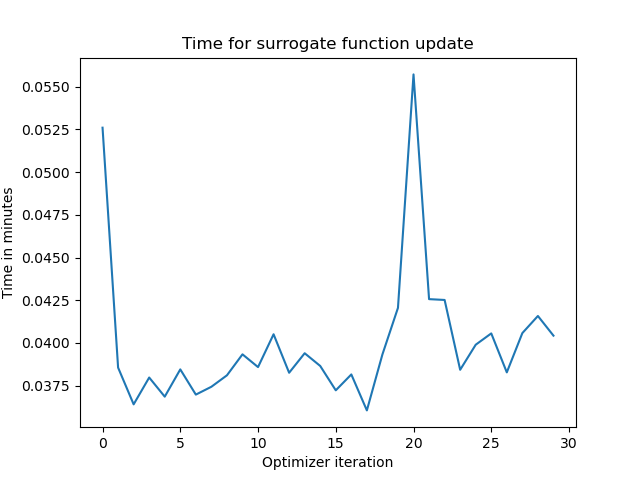 Time for surrogate function update
0.0550
0.0525
0.0500
0.0475
0.0450
0.0425
0.0400
0.0375
Time in minutes
0 5 10 15 20 25 30
Optimizer iteration